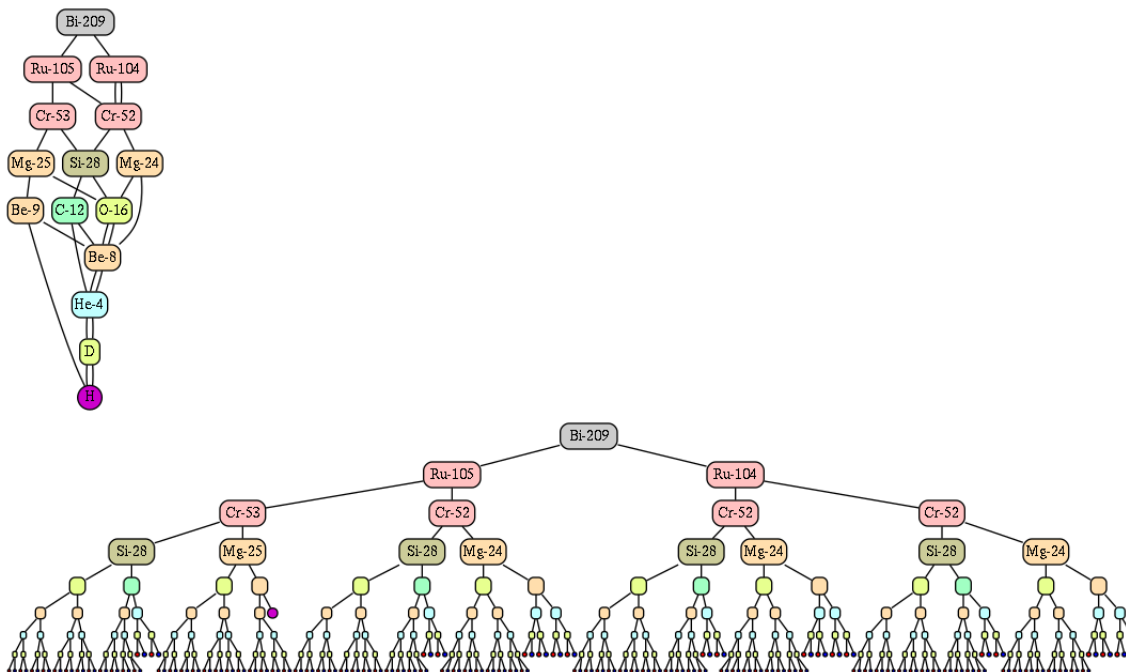 Bi-209
Ru-105 Ru-104
Cr-53 Cr-52
Mg-25 Si-28 Mg-24
Be-9 C-12 O-16
Be-8
He-4
D
H
Bi-209
Ru-105 Ru-104
Cr-53 Cr-52 Cr-52 Cr-52
Si-28 Mg-25 Si-28 Mg-24 Si-28 Mg-24 Si-28 Mg-24